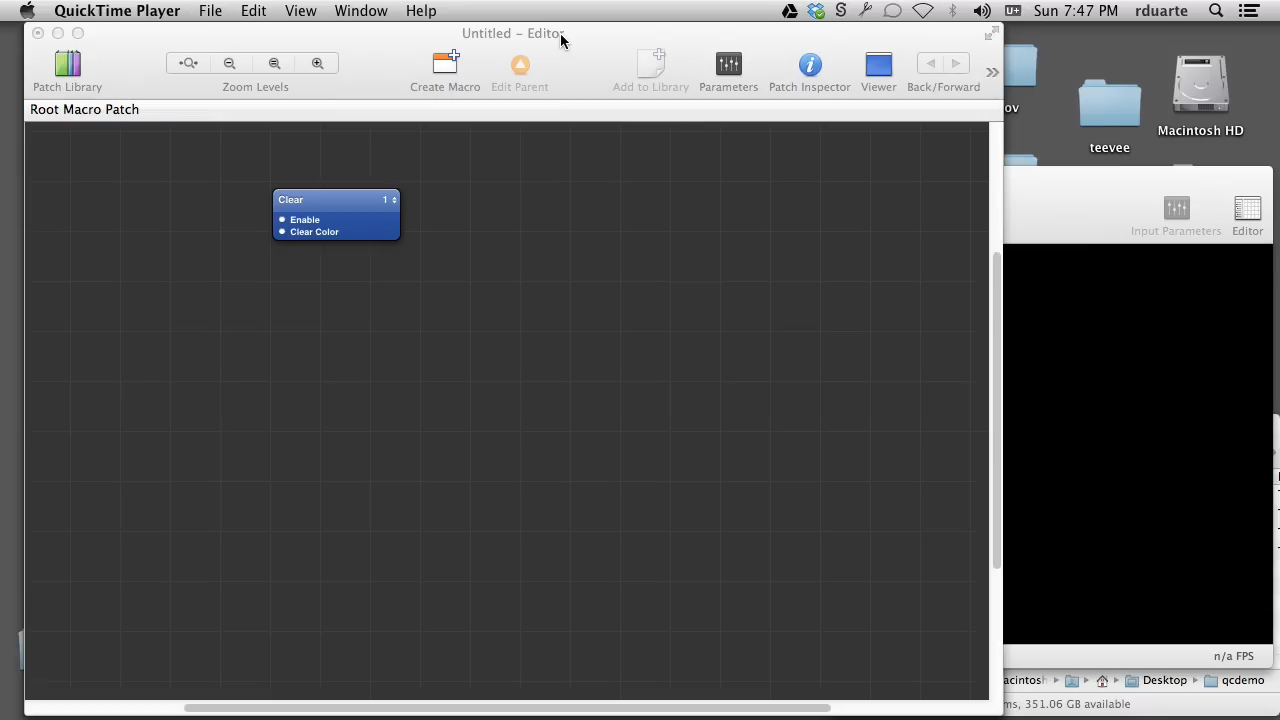 QuickTime Player File Edit View Window Help Sun 7:47 PM rduarte
Untitled – Editor
Patch Library Zoom Levels Create Macro Edit Parent Add to Library Parameters Patch Inspector Viewer Back/Forward
Root Macro Patch
Clear 1
Enable
Clear Color
ov
teevee
Macintosh HD
Input Parameters Editor
n/a FPS
Desktop qcdemo
351.06 GB available